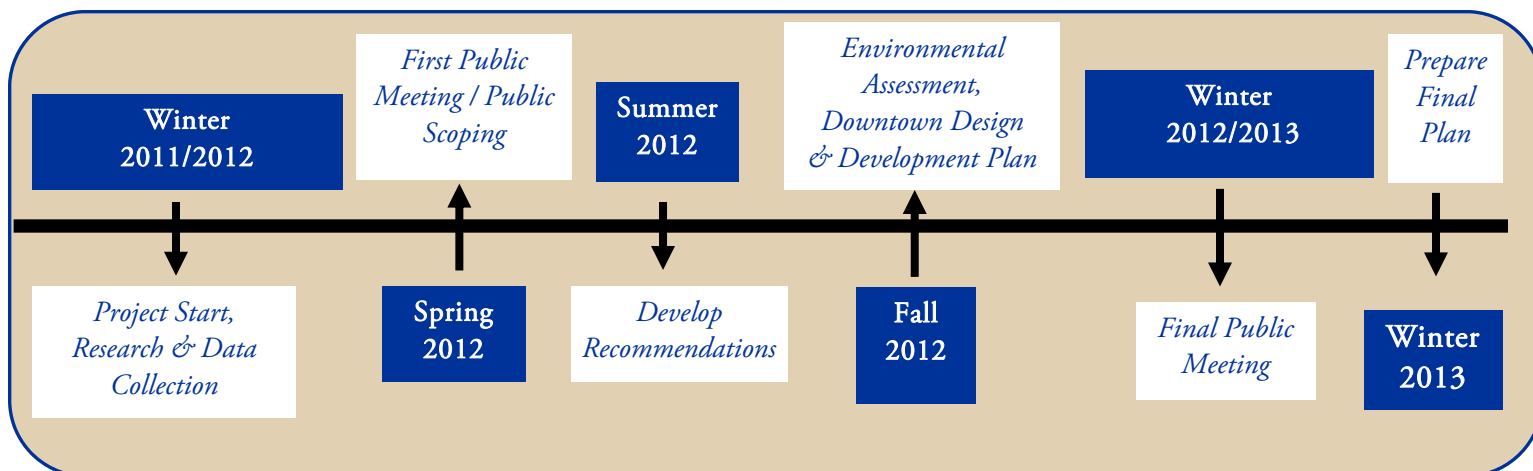 Winter
2011/2012
Project Start,
Research & Data
Collection
First Public
Meeting / Public
Scoping
Spring
2012
Summer
2012
Develop
Recommendations
Environmental
Assessment,
Downtown Design
& Development Plan
Fall
2012
Winter
2012/2013
Final Public
Meeting
Prepare
Final
Plan
Winter
2013